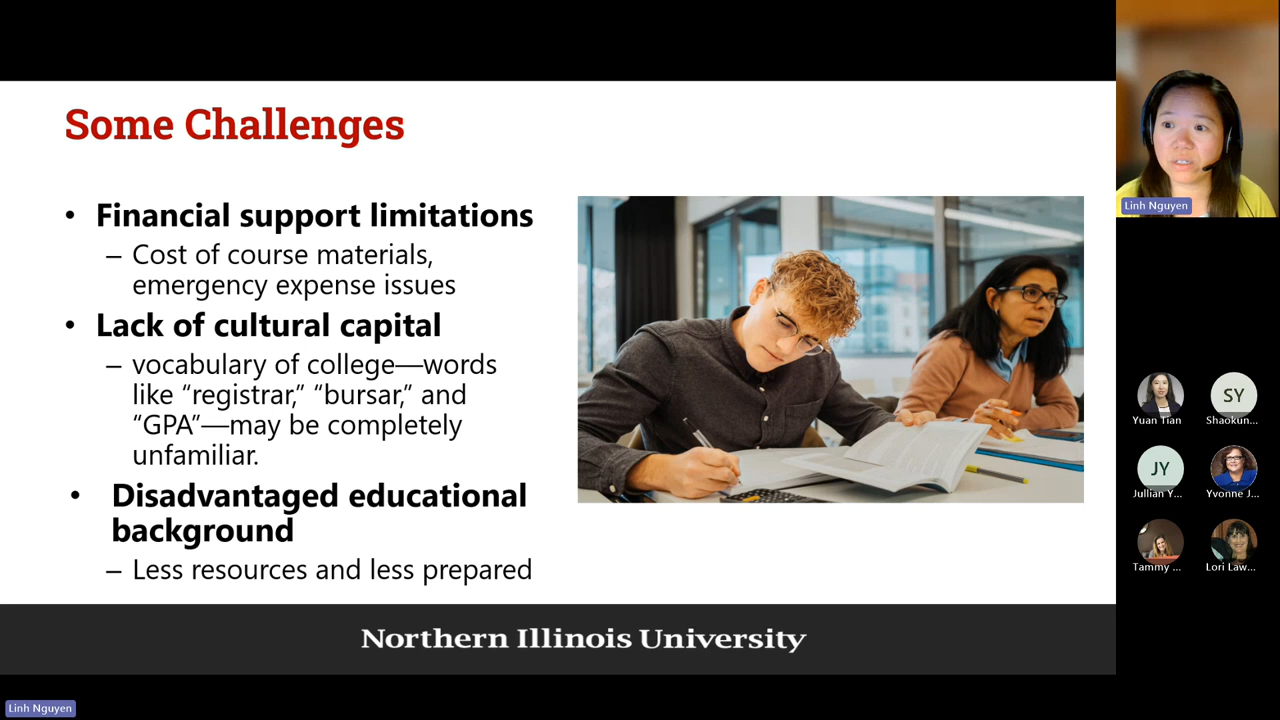 Some Challenges
• Financial support limitations
– Cost of course materials,
emergency expense issues
• Lack of cultural capital
– vocabulary of college—words
like “registrar,” “bursar,” and
“GPA”—may be completely
unfamiliar.
• Disadvantaged educational
background
– Less resources and less prepared
Northern Illinois University
Linh Nguyen
Linh Nguyen
Yuan Tian
SY
Shaokun...
JY
Jullian Y...
Yvonne J...
Tammy ...
Lori Law...